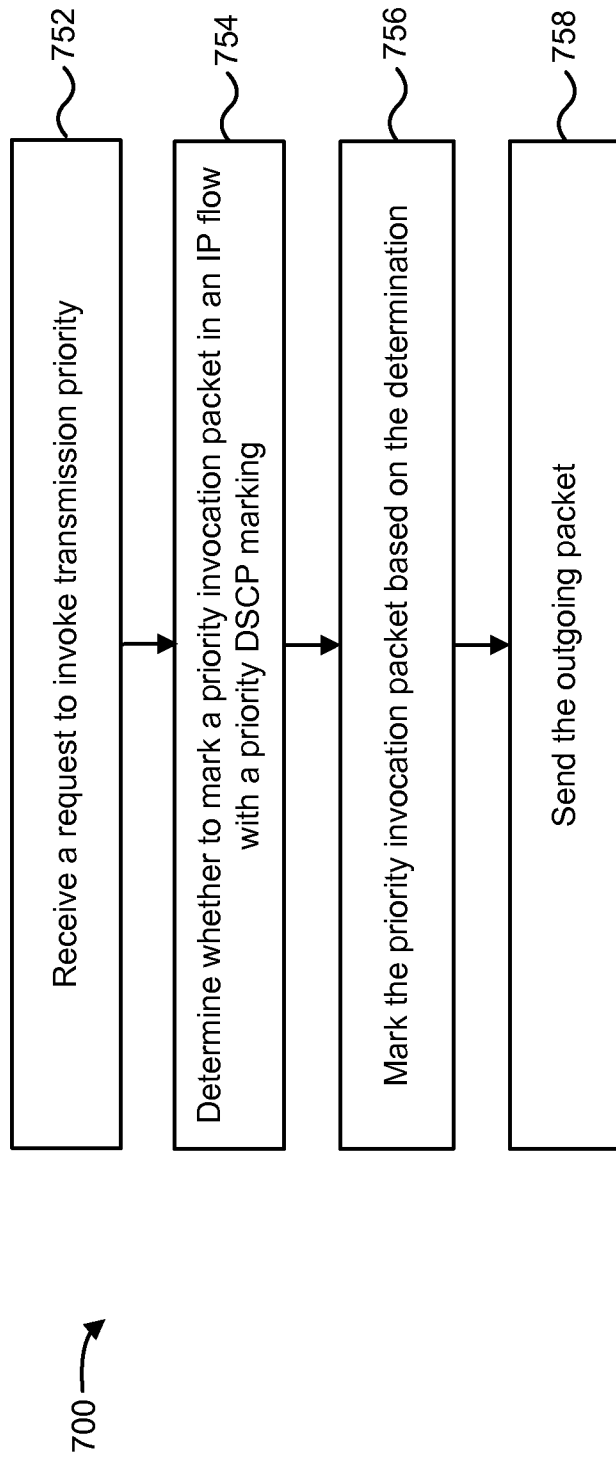 700
Receive a request to invoke transmission priority
752
Determine whether to mark a priority invocation packet in an IP flow
with a priority DSCP marking
754
Mark the priority invocation packet based on the determination
756
Send the outgoing packet
758